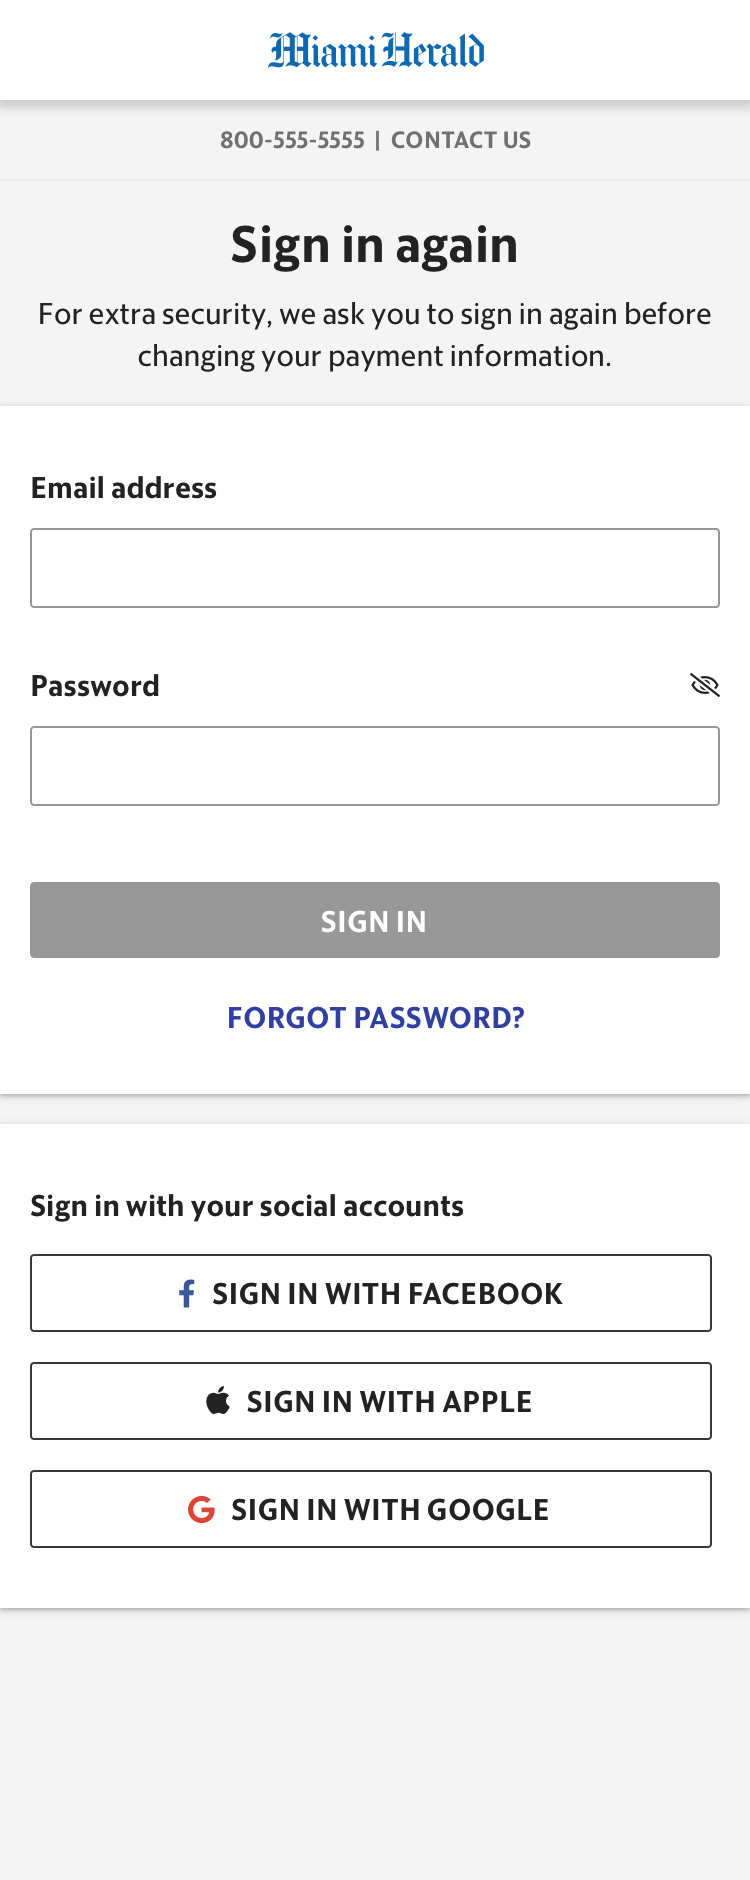 Miami Herald
800-555-5555 | CONTACT US
Sign in again
For extra security, we ask you to sign in again before
changing your payment information.
Email address
Password
SIGN IN
FORGOT PASSWORD?
Sign in with your social accounts
SIGN IN WITH FACEBOOK
SIGN IN WITH APPLE
SIGN IN WITH GOOGLE